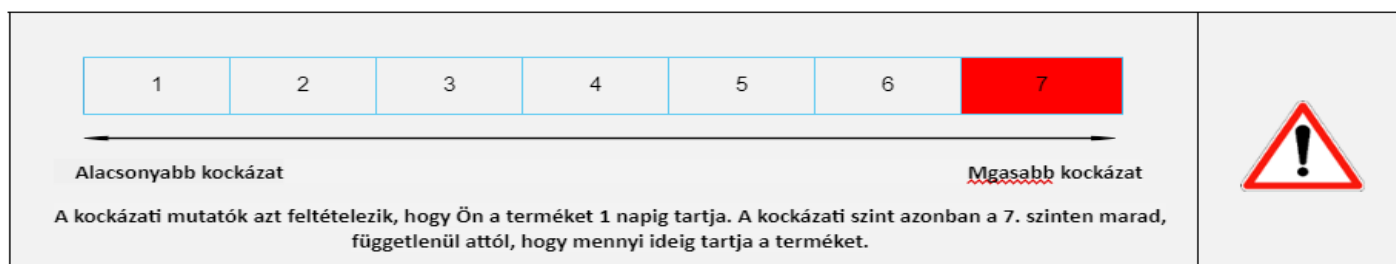 1 2 3 4 5 6 7
Alacsonyabb kockázat Mgasabb kockázat
A kockázati mutatók azt feltételezik, hogy Ön a terméket 1 napig tartja. A kockázati szint azonban a 7. szinten marad,
függetlenül attól, hogy mennyi ideig tartja a terméket.